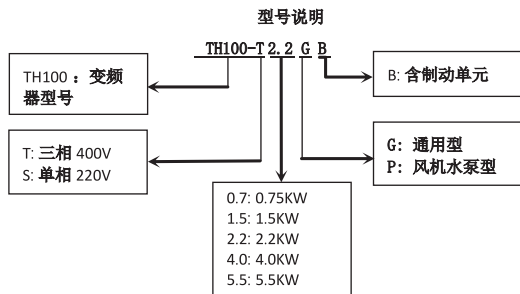 型号说明
TH100-T2.2GB
TH100 : 变频
器型号
B: 含制动单元
T: 三相 400V
S: 单相 220V
G: 通用型
P: 风机水泵型
0.7: 0.75KW
1.5: 1.5KW
2.2: 2.2KW
4.0: 4.0KW
5.5: 5.5KW